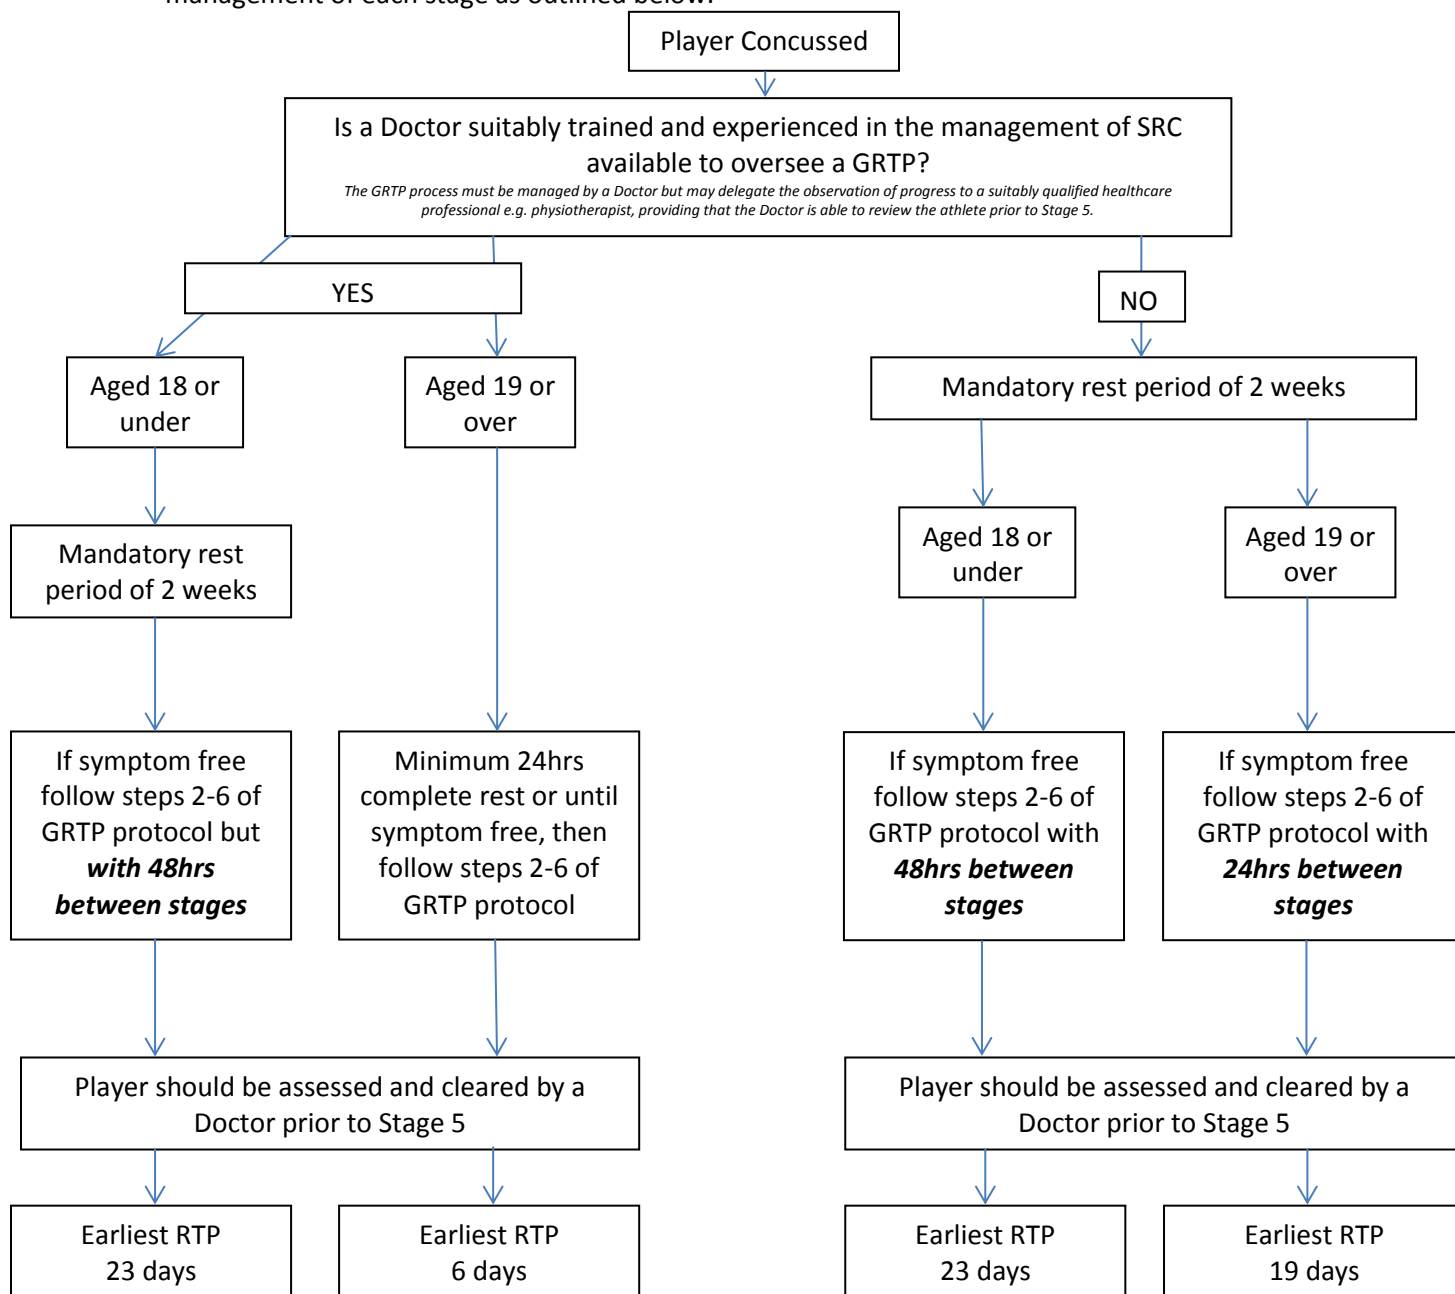 management of each stage as outlined below.
Player Concussed
Is a Doctor suitably trained and experienced in the management of SRC
available to oversee a GRTP?
The GRTP process must be managed by a Doctor but may delegate the observation of progress to a suitably qualified healthcare
professional e.g. physiotherapist, providing that the Doctor is able to review the athlete prior to Stage 5.
YES
NO
Aged 18 or
under
Aged 19 or
over
Mandatory rest period of 2 weeks
Mandatory rest
period of 2 weeks
Aged 18 or
under
Aged 19 or
over
If symptom free
follow steps 2-6 of
GRTP protocol but
with 48hrs
between stages
Minimum 24hrs
complete rest or until
symptom free, then
follow steps 2-6 of
GRTP protocol
If symptom free
follow steps 2-6 of
GRTP protocol with
48hrs between
stages
If symptom free
follow steps 2-6 of
GRTP protocol with
24hrs between
stages
Player should be assessed and cleared by a
Doctor prior to Stage 5
Player should be assessed and cleared by a
Doctor prior to Stage 5
Earliest RTP
23 days
Earliest RTP
6 days
Earliest RTP
23 days
Earliest RTP
19 days